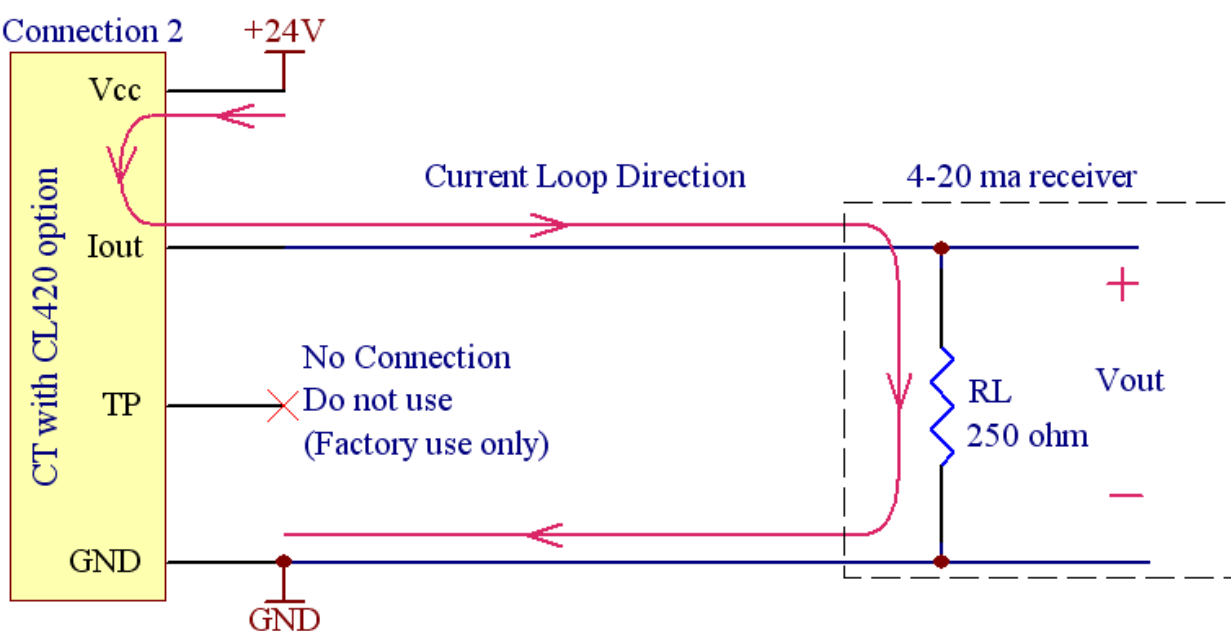 Connection 2
+24V
Vcc
Current Loop Direction
4-20 ma receiver
CT with CL420 option
Iout
+
No Connection
Do not use
(Factory use only)
TP
RL
250 ohm
Vout
−
GND
GND